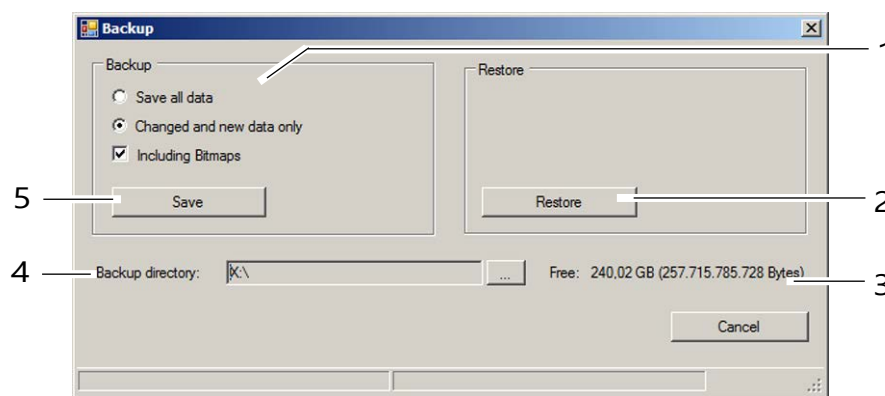 Backup
1
Backup
Restore
Save all data
Changed and new data only
Including Bitmaps
5
Save
Restore
2
4
Backup directory:
X:\
...
Free: 240,02 GB (257.715.785.728 Bytes)
3
Cancel